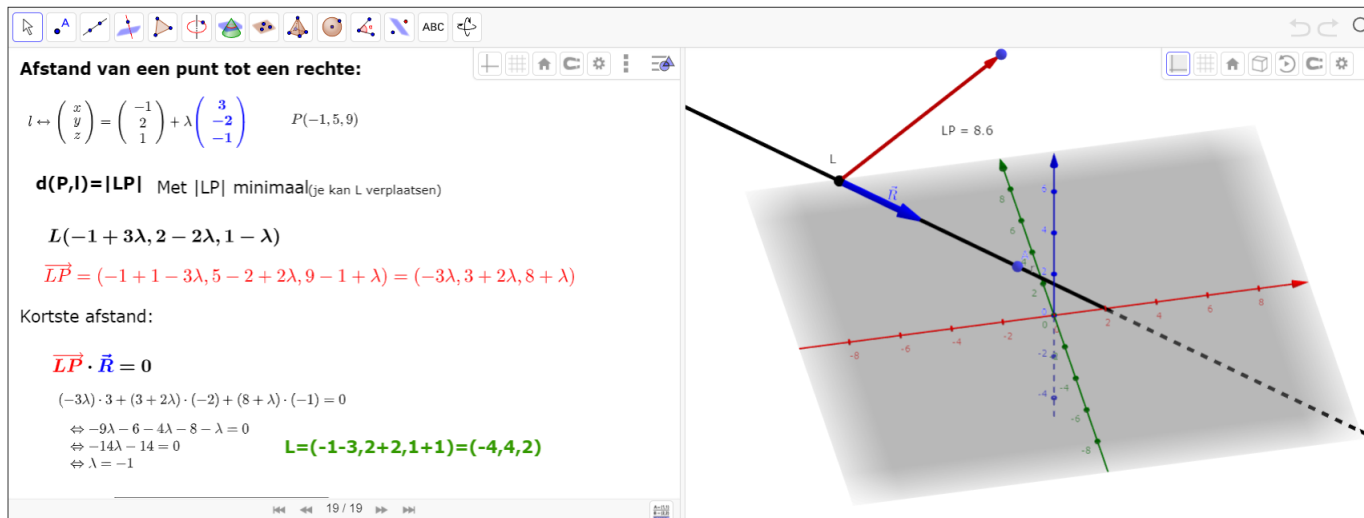 ABC
Afstand van een punt tot een rechte:
l ↔ (x y z) = (−1 2 1) + λ (3 −2 −1) P(−1, 5, 9)
d(P,l)=|LP| Met |LP| minimaal(je kan L verplaatsen)
L(−1 + 3λ, 2 − 2λ, 1 − λ)
LP = (−1 + 1 − 3λ, 5 − 2 + 2λ, 9 − 1 + λ) = (−3λ, 3 + 2λ, 8 + λ)
Kortste afstand:
LP · R = 0
(−3λ) · 3 + (3 + 2λ) · (−2) + (8 + λ) · (−1) = 0
⇔ −9λ − 6 − 4λ − 8 − λ = 0
⇔ −14λ − 14 = 0
⇔ λ = −1
L=(-1-3,2+2,1+1)=(-4,4,2)
19 / 19
LP = 8.6
L
R
8
6
4
2
0
-2
-4
8
6
2
0
-4
-6
-8
-8
-6
-4
-2
2
4
6
8